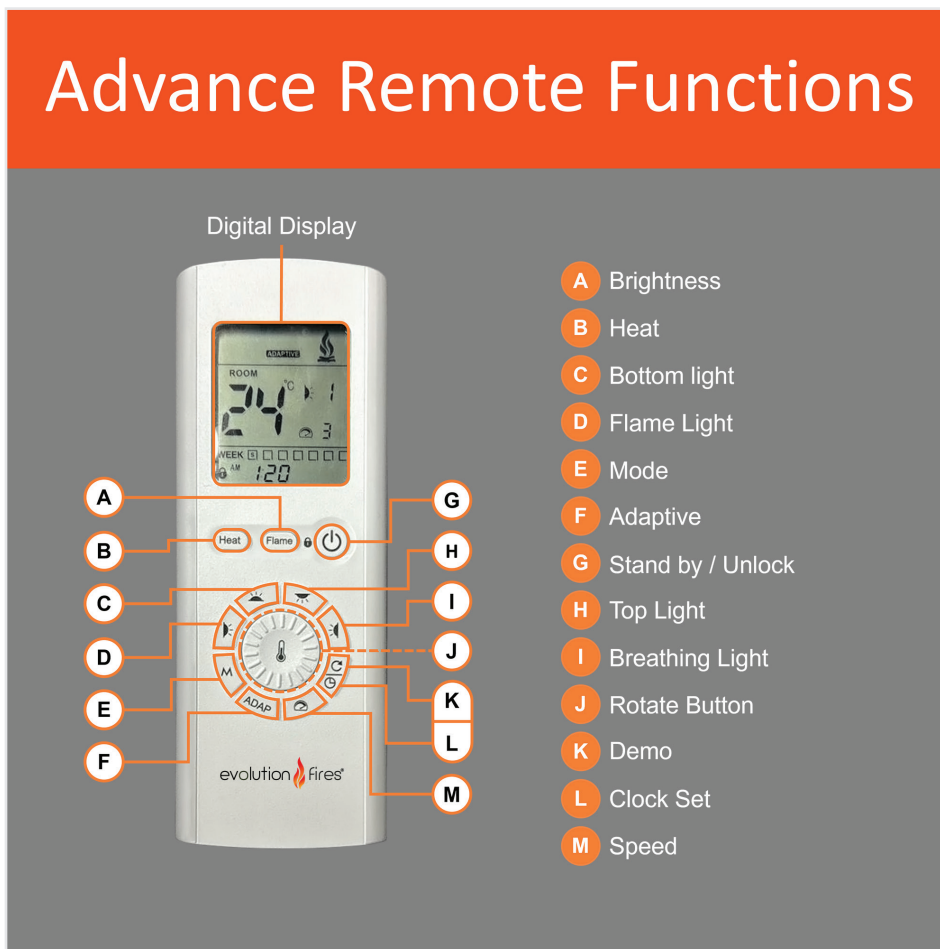 Advance Remote Functions
Digital Display
ADAPTIVE
ROOM
24 °C 1
3
WEEK S
AM 1:20
A
B
G
Heat
Flame
H
C
I
D
J
M
K
E
ADAP
L
F
evolution fires
M
A Brightness
B Heat
C Bottom light
D Flame Light
E Mode
F Adaptive
G Stand by / Unlock
H Top Light
I Breathing Light
J Rotate Button
K Demo
L Clock Set
M Speed